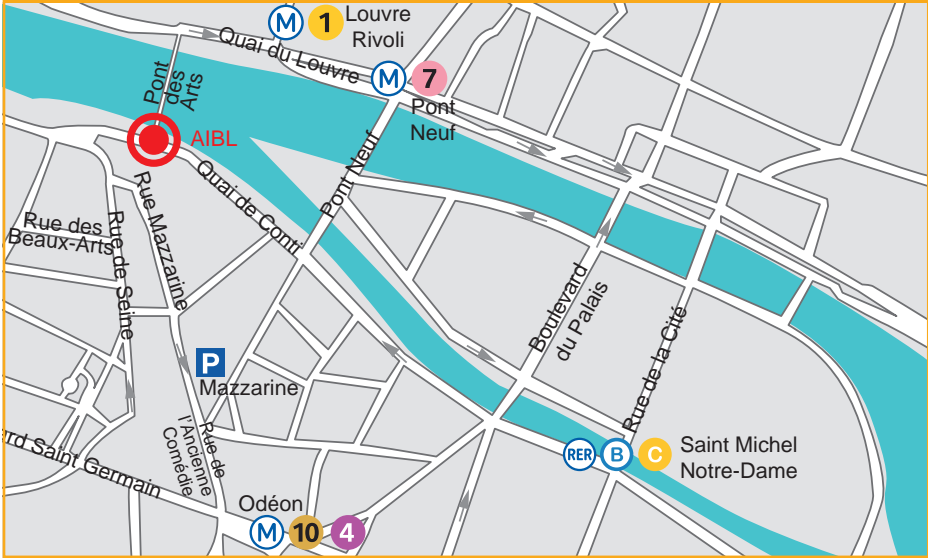 M 1 Louvre
Rivoli
Quai du Louvre
M 7
Pont
Neuf
Pont
des
Arts
AIBL
Quai de Conti
Pont Neuf
Rue Mazzarine
Rue des
Beaux-Arts
Rue de Seine
Boulevard
du Palais
Rue de la Cité
P
Mazzarine
Rue de
l'Ancienne
Comédie
ard Saint Germain
RER B C Saint Michel
Notre-Dame
Odéon
M 10 4